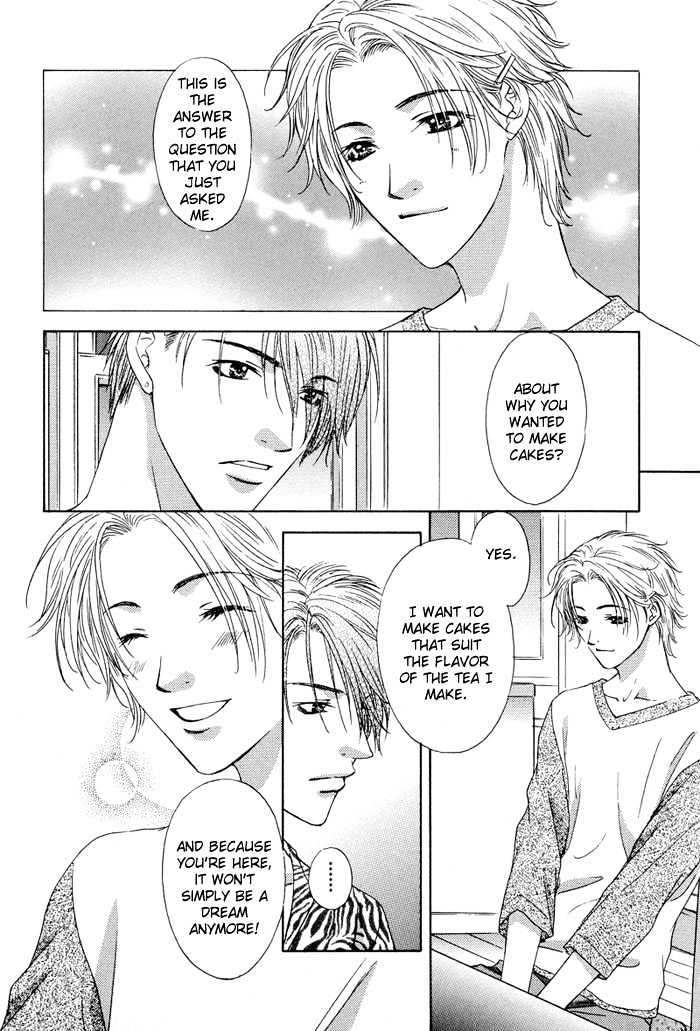 THIS IS
THE
ANSWER
TO THE
QUESTION
THAT YOU
JUST
ASKED
ME.
ABOUT
WHY YOU
WANTED
TO MAKE
CAKES?
YES.
I WANT TO
MAKE CAKES
THAT SUIT
THE FLAVOR
OF THE TEA I
MAKE.
......
AND BECAUSE
YOU'RE HERE,
IT WON'T
SIMPLY BE A
DREAM
ANYMORE!